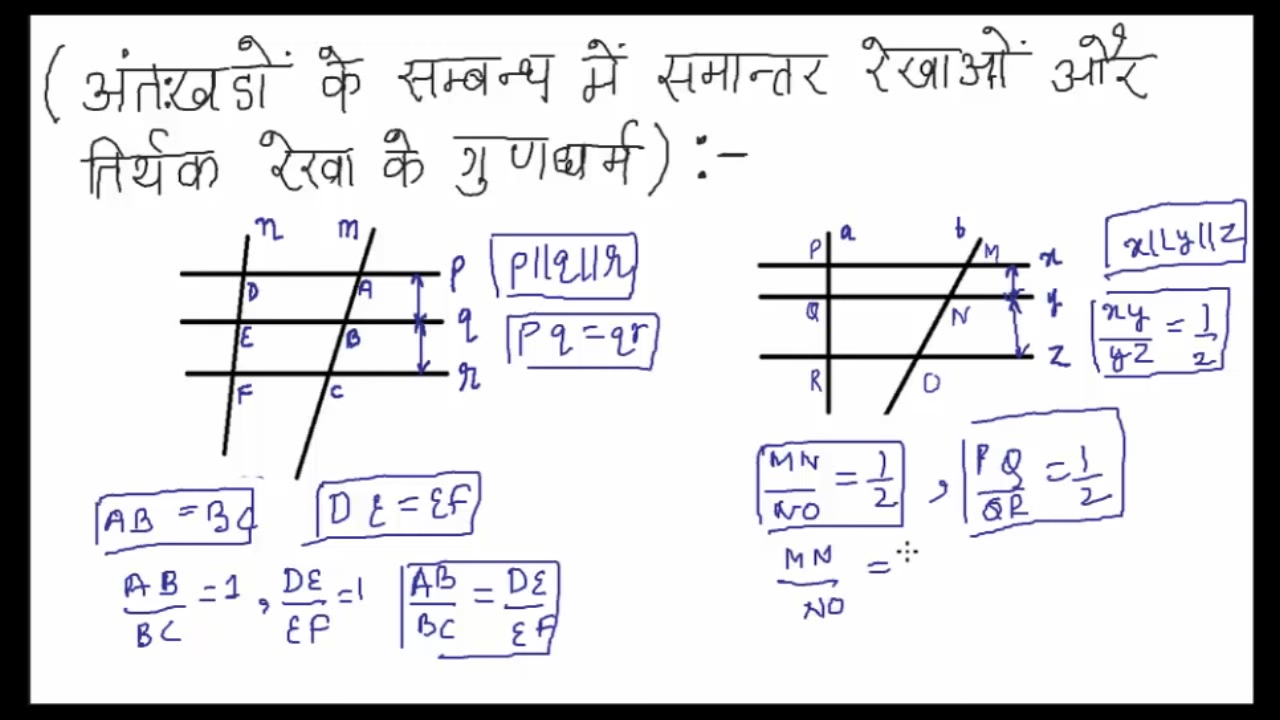 (अंतःखडों के सम्बन्ध में समान्तर रेखाओं और
तिर्यक रेखा के गुणधर्म) :-
n m
D A p
E B q
F C r
p||q||r
Pq = qr
AB = BC
DE = EF
AB/BC = 1, DE/EF = 1
AB/BC = DE/EF
a b
P M x
Q N y
R O z
x||y||z
xy/yz = 1/2
MN/NO = 1/2 , PQ/QR = 1/2
MN/NO =